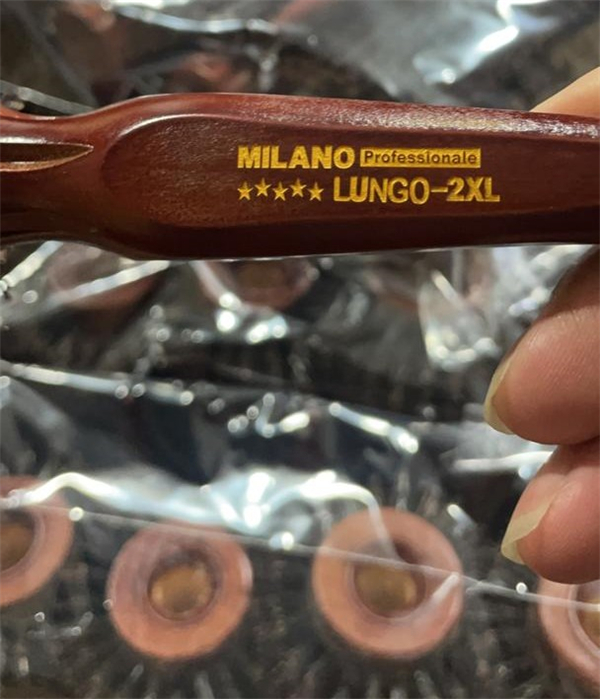 MILANO Professionale
★★★★★ LUNGO-2XL